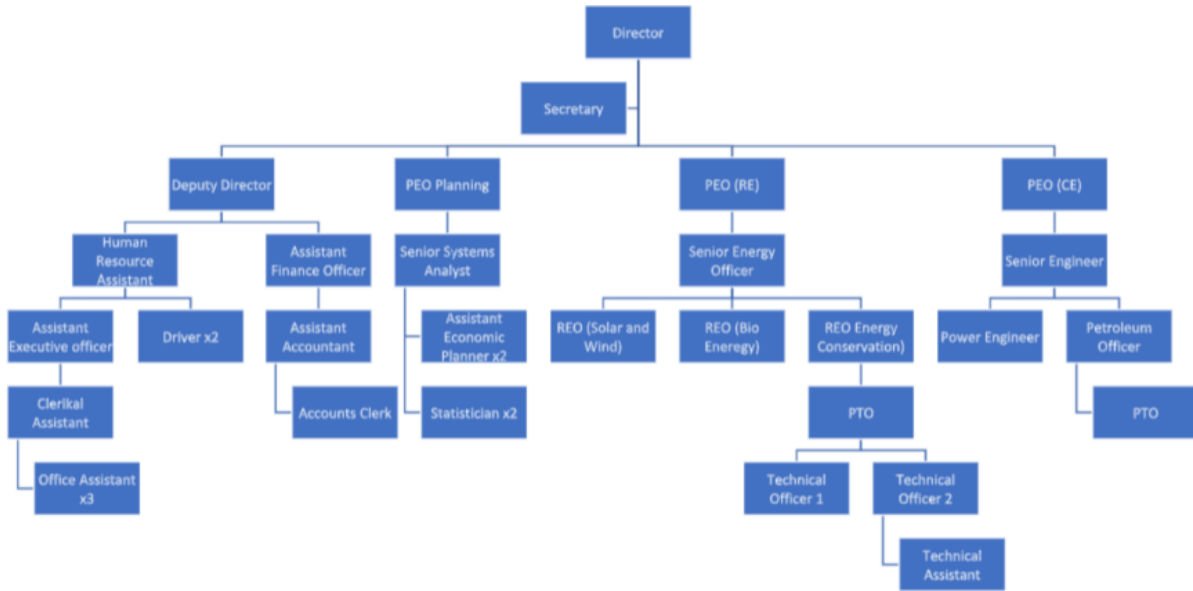 Director
Secretary
Deputy Director
PEO Planning
PEO (RE)
PEO (CE)
Human
Resource
Assistant
Assistant
Finance Officer
Senior Systems
Analyst
Senior Energy
Officer
Senior Engineer
Assistant
Executive officer
Driver x2
Assistant
Accountant
Assistant
Economic
Planner x2
REO (Solar and
Wind)
REO (Bio
Eneregy)
REO Energy
Conservation)
Power Engineer
Petroleum
Officer
Clerikal
Assistant
Accounts Clerk
Statistician x2
PTO
PTO
Office Assistant
x3
Technical
Officer 1
Technical
Officer 2
Technical
Assistant